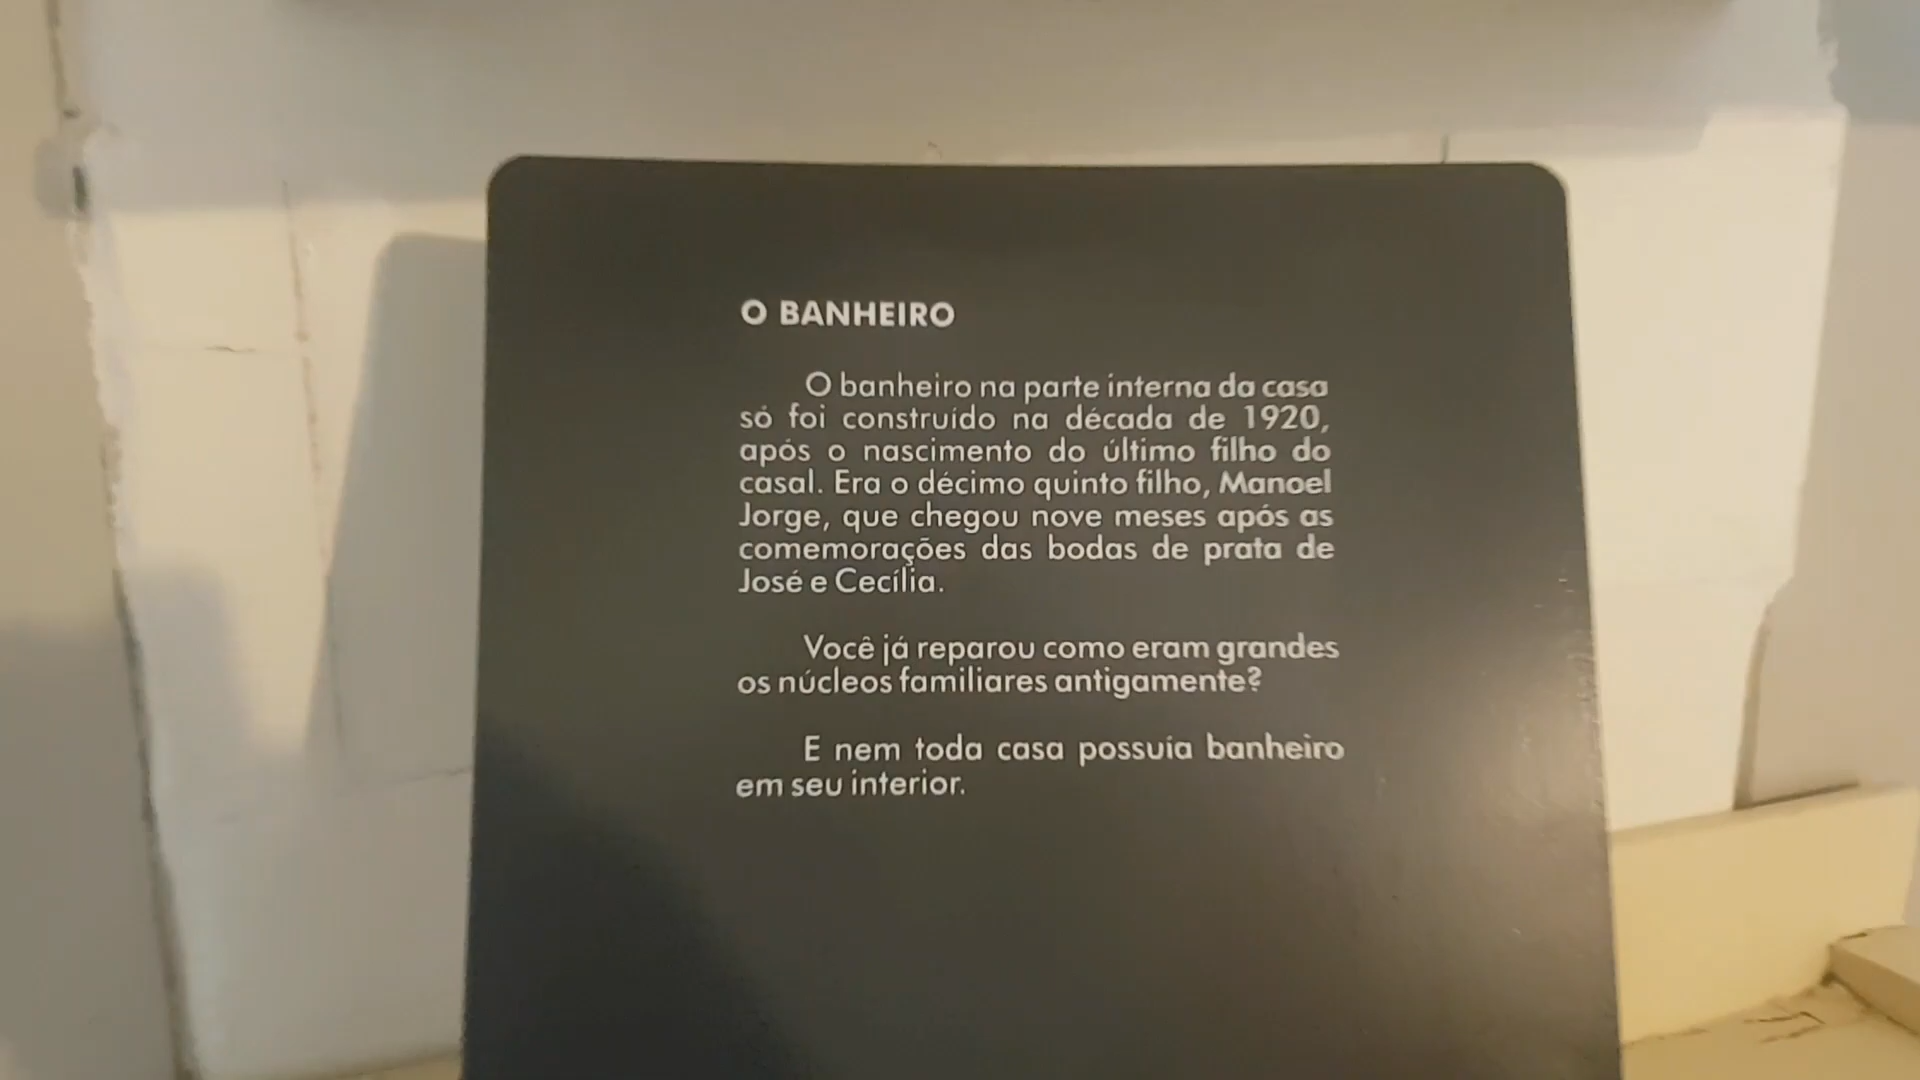 O BANHEIRO
O banheiro na parte interna da casa
só foi construído na década de 1920,
após o nascimento do último filho do
casal. Era o décimo quinto filho, Manoel
Jorge, que chegou nove meses após as
comemorações das bodas de prata de
José e Cecília.
Você já reparou como eram grandes
os núcleos familiares antigamente?
E nem toda casa possuía banheiro
em seu interior.